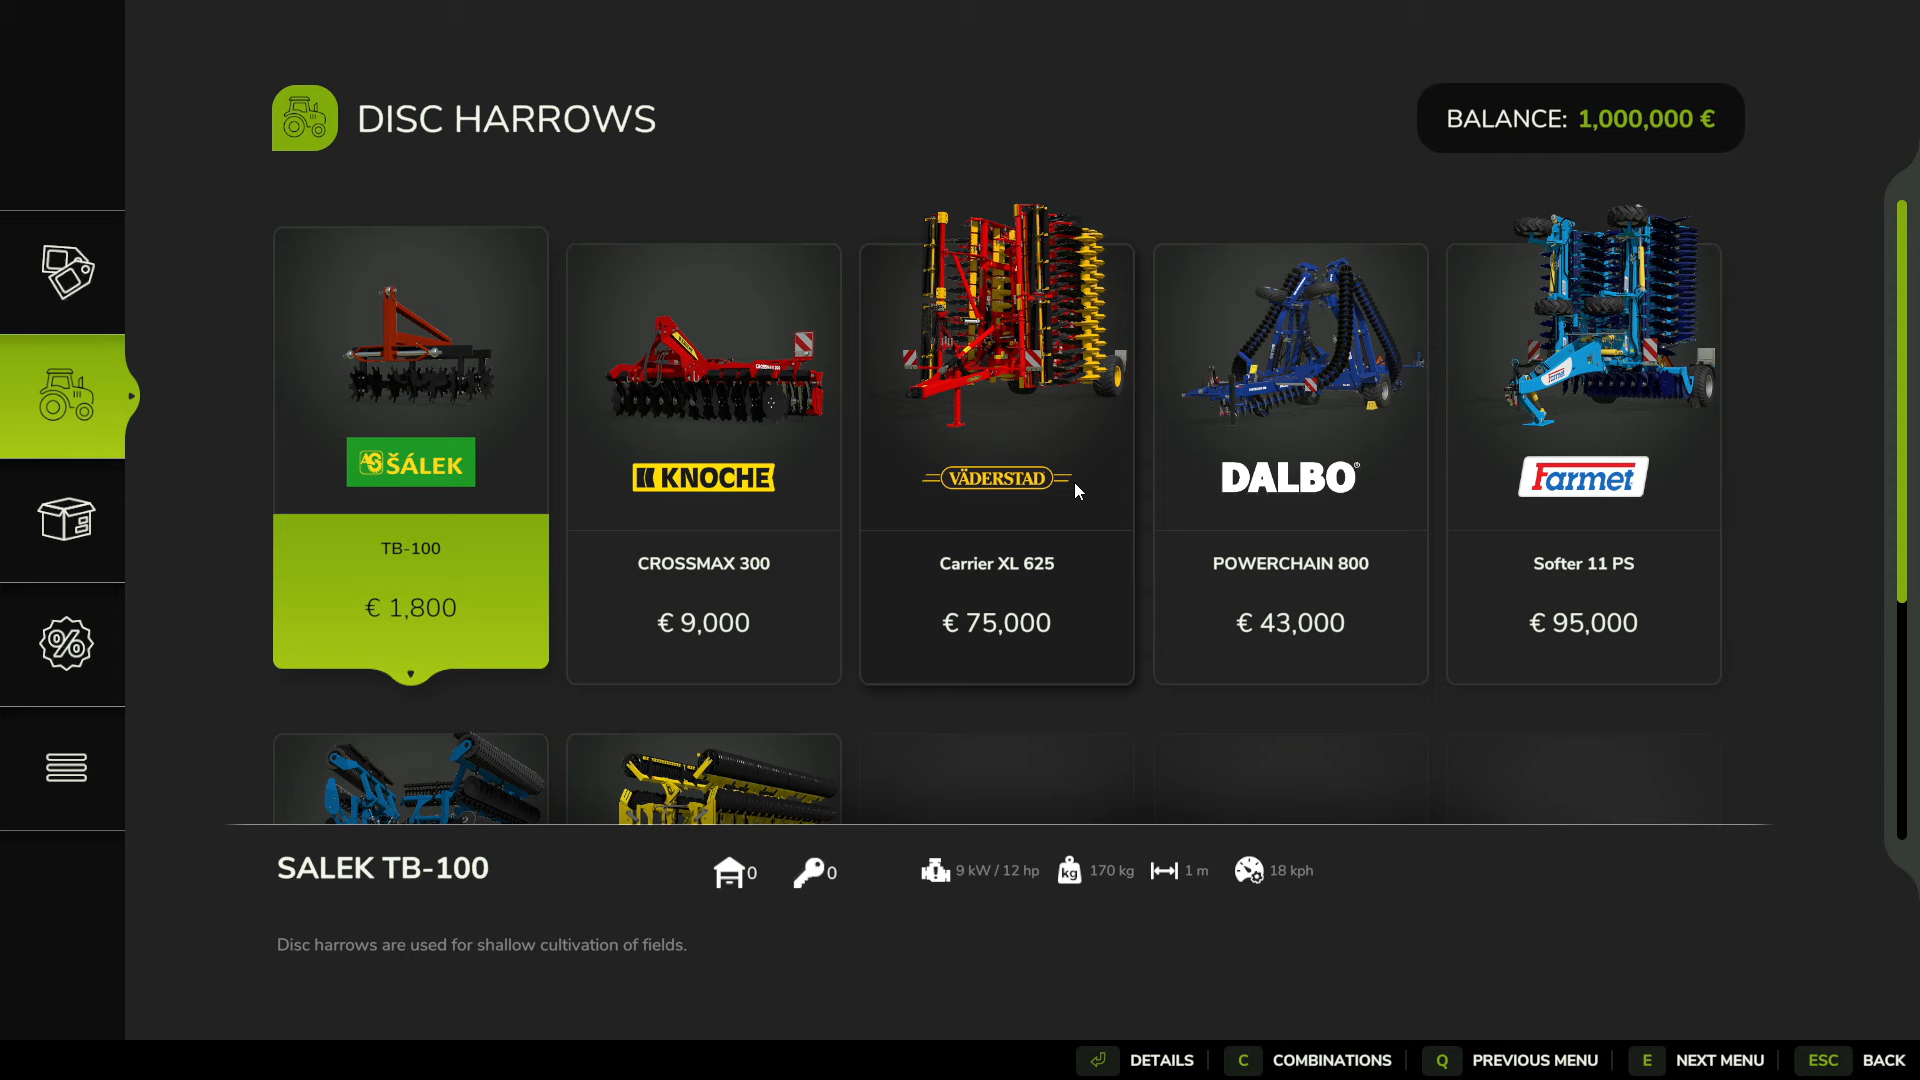 DISC HARROWS
BALANCE: 1,000,000 €
AGS ŠÁLEK
KNOCHE
VÄDERSTAD
DALBO®
Farmet
TB-100
CROSSMAX 300
Carrier XL 625
POWERCHAIN 800
Softer 11 PS
€ 1,800
€ 9,000
€ 75,000
€ 43,000
€ 95,000
SALEK TB-100
0
0
9 kW / 12 hp
kg 170 kg
1 m
18 kph
Disc harrows are used for shallow cultivation of fields.
DETAILS
C COMBINATIONS
Q PREVIOUS MENU
E NEXT MENU
ESC BACK